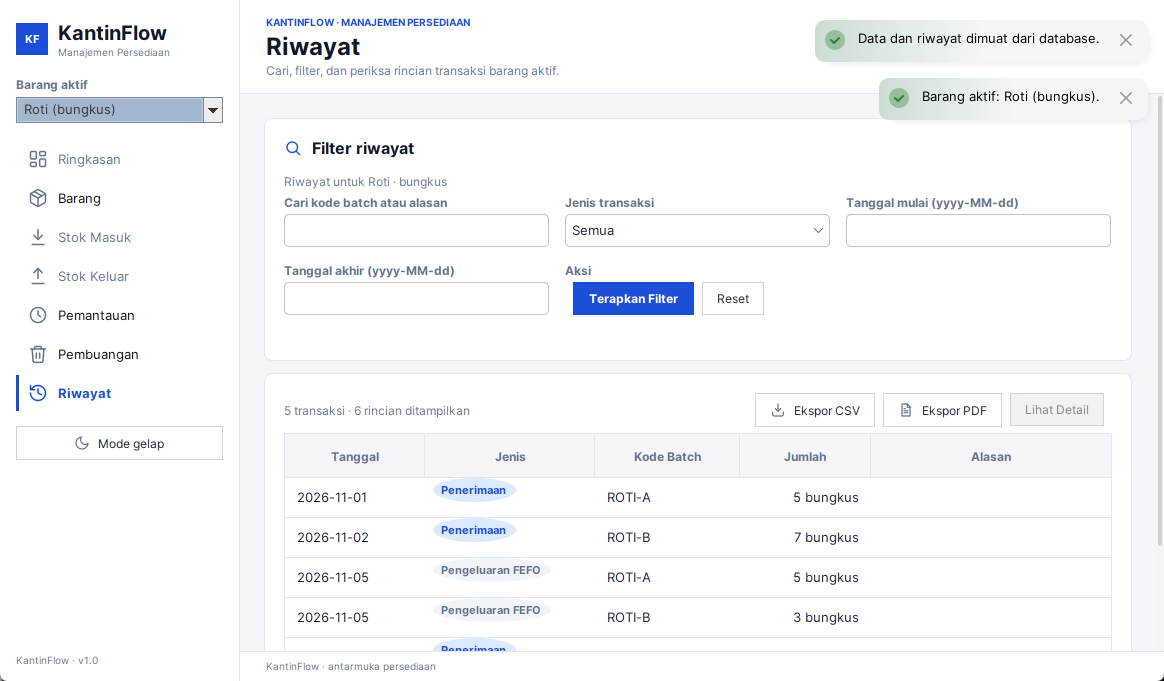 KF
KantinFlow
Manajemen Persediaan
Barang aktif
Roti (bungkus)
Ringkasan
Barang
Stok Masuk
Stok Keluar
Pemantauan
Pembuangan
Riwayat
Mode gelap
KantinFlow · v1.0
KANTINFLOW · MANAJEMEN PERSEDIAAN
Riwayat
Cari, filter, dan periksa rincian transaksi barang aktif.
Data dan riwayat dimuat dari database.
Barang aktif: Roti (bungkus).
Filter riwayat
Riwayat untuk Roti · bungkus
Cari kode batch atau alasan
Jenis transaksi
Tanggal mulai (yyyy-MM-dd)
Semua
Tanggal akhir (yyyy-MM-dd)
Aksi
Terapkan Filter
Reset
5 transaksi · 6 rincian ditampilkan
Ekspor CSV
Ekspor PDF
Lihat Detail
Tanggal Jenis Kode Batch Jumlah Alasan
2026-11-01 Penerimaan ROTI-A 5 bungkus
2026-11-02 Penerimaan ROTI-B 7 bungkus
2026-11-05 Pengeluaran FEFO ROTI-A 5 bungkus
2026-11-05 Pengeluaran FEFO ROTI-B 3 bungkus
Penerimaan
KantinFlow · antarmuka persediaan